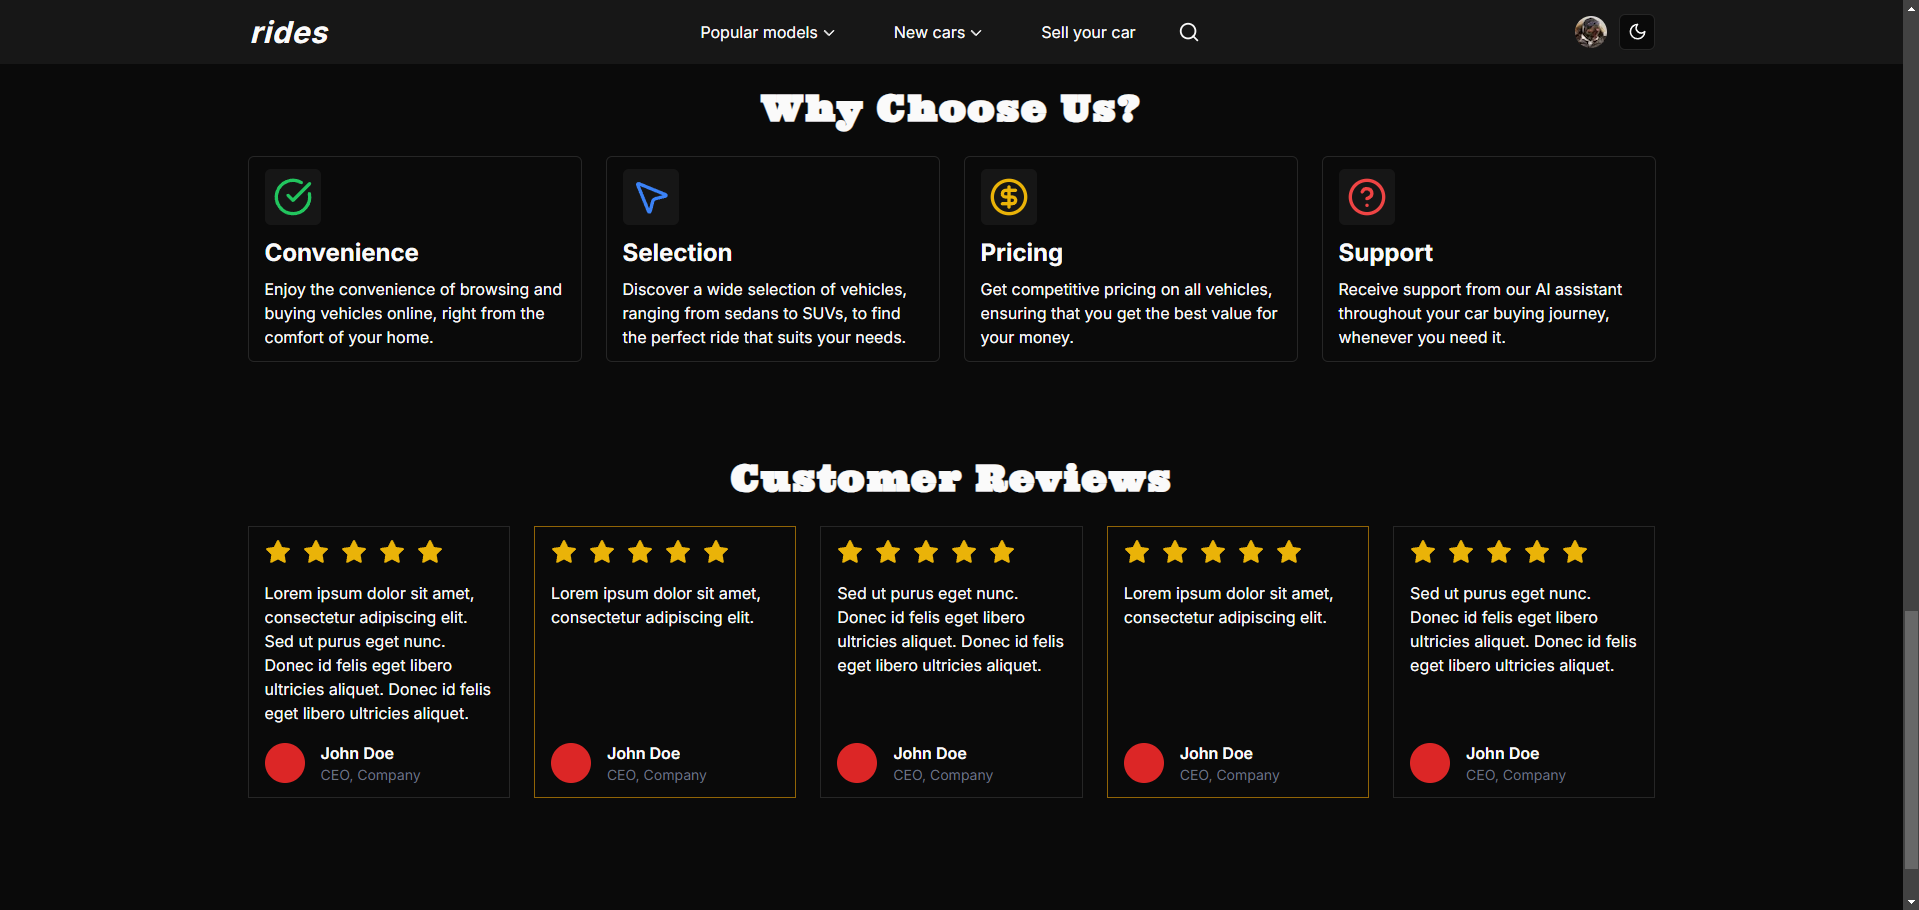 rides
Popular models
New cars
Sell your car
Why Choose Us?
Convenience
Enjoy the convenience of browsing and
buying vehicles online, right from the
comfort of your home.
Selection
Discover a wide selection of vehicles,
ranging from sedans to SUVs, to find
the perfect ride that suits your needs.
Pricing
Get competitive pricing on all vehicles,
ensuring that you get the best value for
your money.
Support
Receive support from our AI assistant
throughout your car buying journey,
whenever you need it.
Customer Reviews
Lorem ipsum dolor sit amet,
consectetur adipiscing elit.
Sed ut purus eget nunc.
Donec id felis eget libero
ultricies aliquet. Donec id felis
eget libero ultricies aliquet.
John Doe
CEO, Company
Lorem ipsum dolor sit amet,
consectetur adipiscing elit.
John Doe
CEO, Company
Sed ut purus eget nunc.
Donec id felis eget libero
ultricies aliquet. Donec id felis
eget libero ultricies aliquet.
John Doe
CEO, Company
Lorem ipsum dolor sit amet,
consectetur adipiscing elit.
John Doe
CEO, Company
Sed ut purus eget nunc.
Donec id felis eget libero
ultricies aliquet. Donec id felis
eget libero ultricies aliquet.
John Doe
CEO, Company